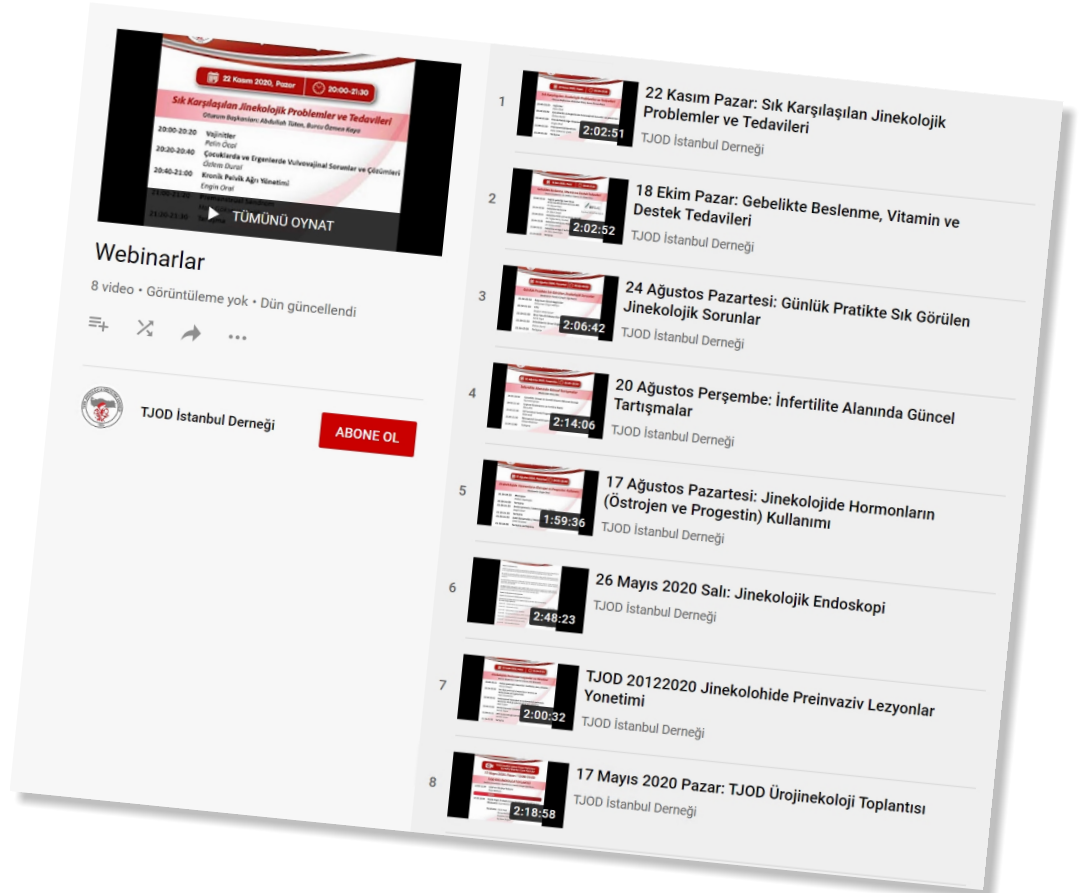 22 Kasım 2020, Pazar
20:00-21:30
Sık Karşılaşılan Jinekolojik Problemler ve Tedavileri
Oturum Başkanları: Abdullah Tüten, Burcu Özmen Kaya
20:00-20:20 Vajinitler
Pelin Öcal
20:20-20:40 Çocuklarda ve Ergenlerde Vulvovajinal Sorunlar ve Çözümleri
Özlem Dural
20:40-21:00 Kronik Pelvik Ağrı Yönetimi
Engin Oral
TÜMÜNÜ OYNAT
Webinarlar
8 video • Görüntüleme yok • Dün güncellendi
TJOD İstanbul Derneği
ABONE OL
1
2:02:51
22 Kasım Pazar: Sık Karşılaşılan Jinekolojik
Problemler ve Tedavileri
TJOD İstanbul Derneği
2
2:02:52
18 Ekim Pazar: Gebelikte Beslenme, Vitamin ve
Destek Tedavileri
TJOD İstanbul Derneği
3
2:06:42
24 Ağustos Pazartesi: Günlük Pratikte Sık Görülen
Jinekolojik Sorunlar
TJOD İstanbul Derneği
4
2:14:06
20 Ağustos Perşembe: İnfertilite Alanında Güncel
Tartışmalar
TJOD İstanbul Derneği
5
1:59:36
17 Ağustos Pazartesi: Jinekolojide Hormonların
(Östrojen ve Progestin) Kullanımı
TJOD İstanbul Derneği
6
2:48:23
26 Mayıs 2020 Salı: Jinekolojik Endoskopi
TJOD İstanbul Derneği
7
2:00:32
TJOD 20122020 Jinekolohide Preinvaziv Lezyonlar
Yonetimi
TJOD İstanbul Derneği
8
2:18:58
17 Mayıs 2020 Pazar: TJOD Ürojinekoloji Toplantısı
TJOD İstanbul Derneği